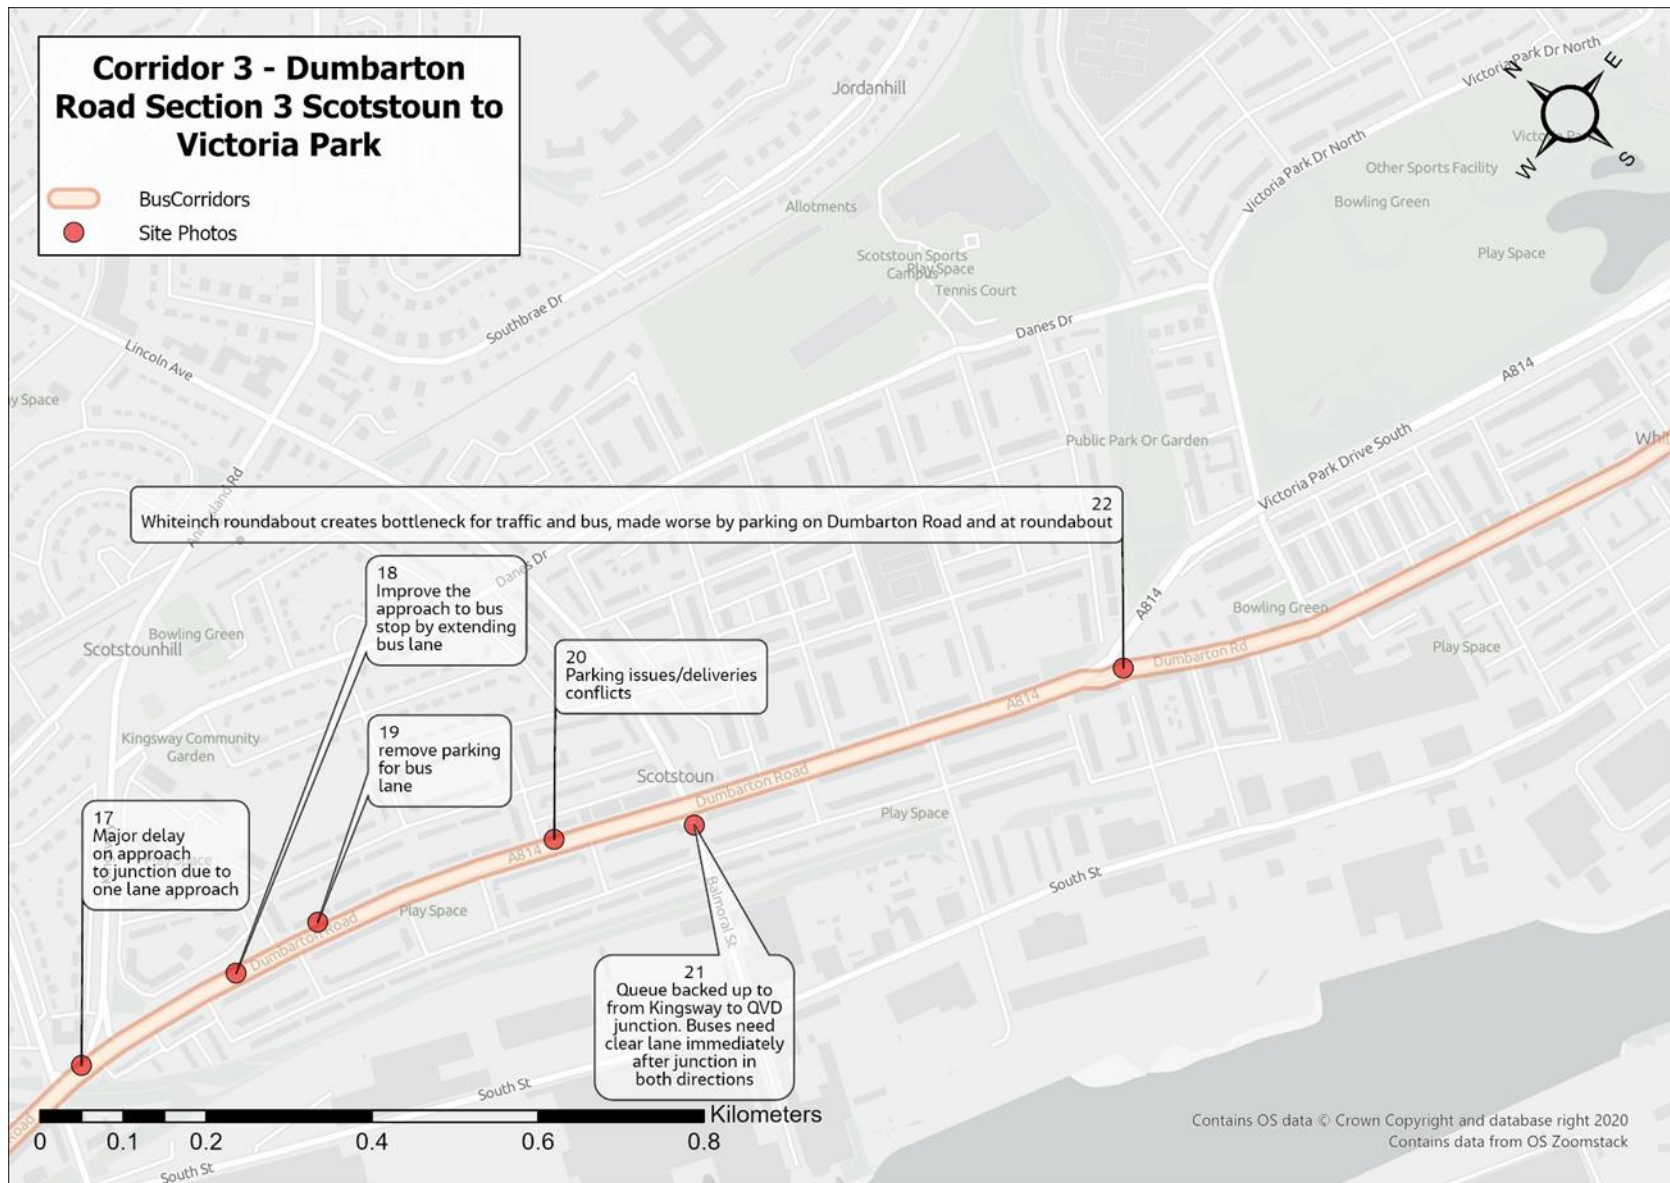 Corridor 3 - Dumbarton
Road Section 3 Scotstoun to
Victoria Park
BusCorridors
Site Photos
Jordanhill
Victoria Park Dr North
N
E
W
S
Victoria Park Dr North
Other Sports Facility
Bowling Green
Play Space
Allotments
Scotstoun Sports
Campus
Play Space
Tennis Court
Danes Dr
Southbrae Dr
Lincoln Ave
A814
Public Park Or Garden
Victoria Park Drive South
22
Whiteinch roundabout creates bottleneck for traffic and bus, made worse by parking on Dumbarton Road and at roundabout
Danes Dr
18
Improve the
approach to bus
stop by extending
bus lane
Bowling Green
Scotstounhill
A814
Bowling Green
Play Space
Dumbarton Rd
20
Parking issues/deliveries
conflicts
A814
19
remove parking
for bus
lane
Kingsway Community
Garden
Scotstoun
Dumbarton Road
Play Space
17
Major delay
on approach
to junction due to
one lane approach
A814
South St
Balmoral St
Play Space
Dumbarton Road
21
Queue backed up to
from Kingsway to QVD
junction. Buses need
clear lane immediately
after junction in
both directions
South St
Kilometers
0 0.1 0.2 0.4 0.6 0.8
Road
South St
Contains OS data © Crown Copyright and database right 2020
Contains data from OS Zoomstack